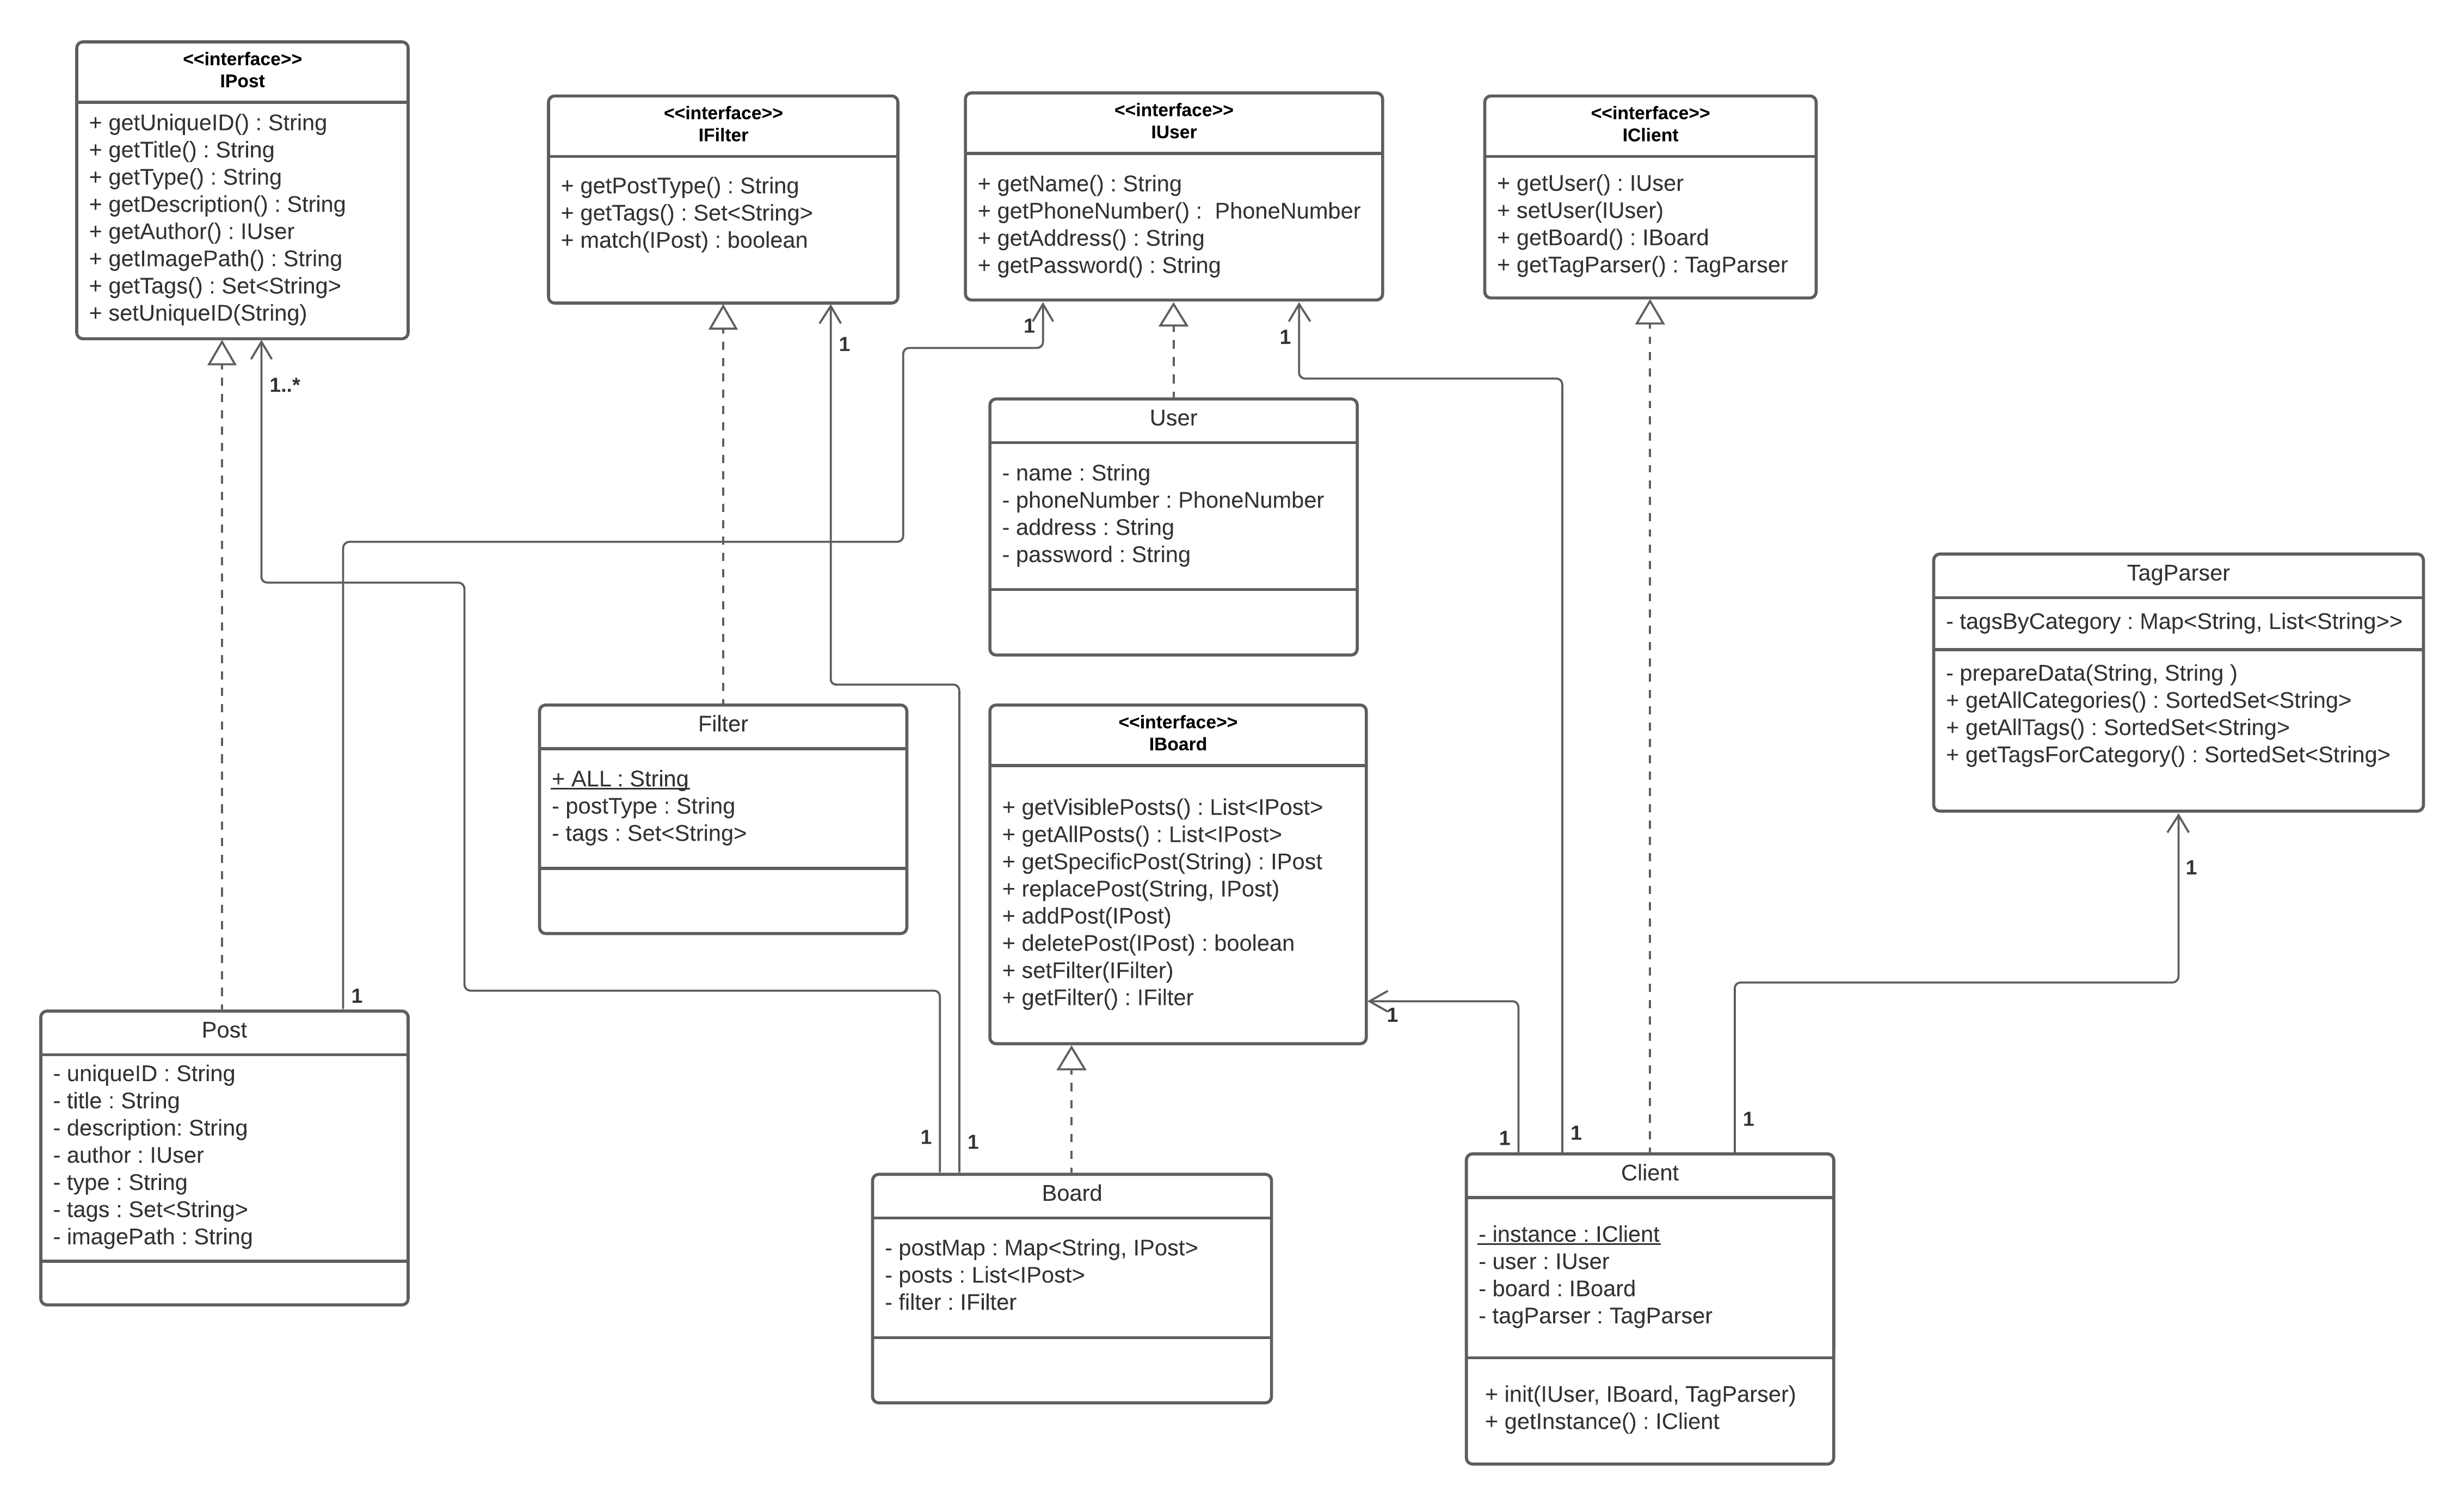 <<interface>>
IPost
+ getUniqueID() : String
+ getTitle() : String
+ getType() : String
+ getDescription() : String
+ getAuthor() : IUser
+ getImagePath() : String
+ getTags() : Set<String>
+ setUniqueID(String)
1..*
<<interface>>
IFilter
+ getPostType() : String
+ getTags() : Set<String>
+ match(IPost) : boolean
1
<<interface>>
IUser
+ getName() : String
+ getPhoneNumber() :  PhoneNumber
+ getAddress() : String
+ getPassword() : String
1
1
<<interface>>
IClient
+ getUser() : IUser
+ setUser(IUser)
+ getBoard() : IBoard
+ getTagParser() : TagParser
User
- name : String
- phoneNumber : PhoneNumber
- address : String
- password : String
TagParser
- tagsByCategory : Map<String, List<String>>
- prepareData(String, String )
+ getAllCategories() : SortedSet<String>
+ getAllTags() : SortedSet<String>
+ getTagsForCategory() : SortedSet<String>
1
Filter
+ ALL : String
- postType : String
- tags : Set<String>
<<interface>>
IBoard
+ getVisiblePosts() : List<IPost>
+ getAllPosts() : List<IPost>
+ getSpecificPost(String) : IPost
+ replacePost(String, IPost)
+ addPost(IPost)
+ deletePost(IPost) : boolean
+ setFilter(IFilter)
+ getFilter() : IFilter
1
1
Post
- uniqueID : String
- title : String
- description: String
- author : IUser
- type : String
- tags : Set<String>
- imagePath : String
1
1
Board
- postMap : Map<String, IPost>
- posts : List<IPost>
- filter : IFilter
1
1
1
Client
- instance : IClient
- user : IUser
- board : IBoard
- tagParser : TagParser
+ init(IUser, IBoard, TagParser)
+ getInstance() : IClient